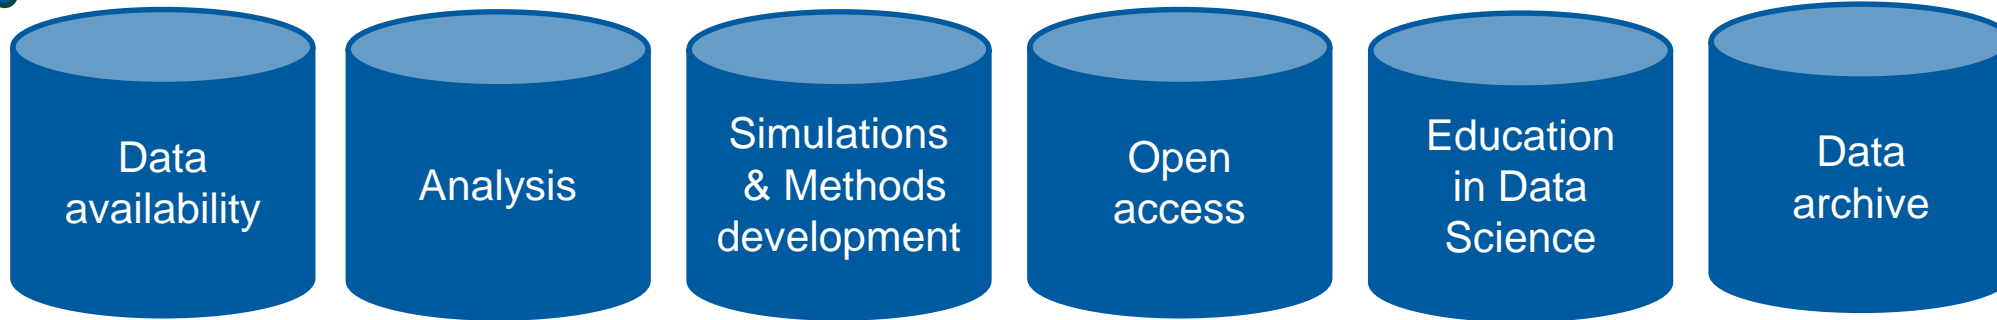 Data
availability
Analysis
Simulations
& Methods
development
Open
access
Education
in Data
Science
Data
archive